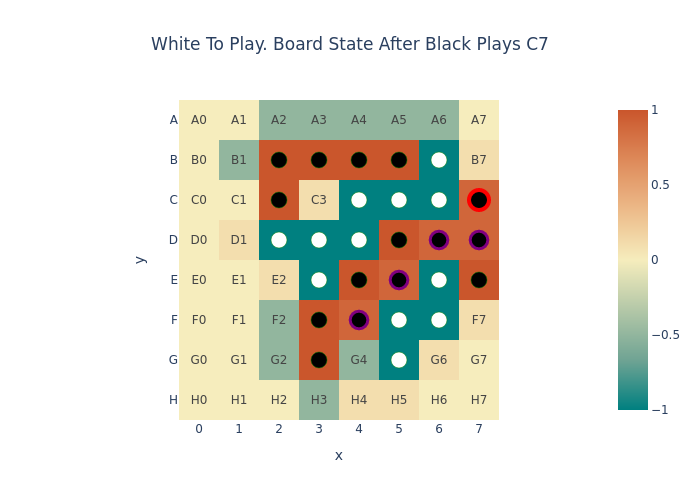 White To Play. Board State After Black Plays C7
A A0 A1 A2 A3 A4 A5 A6 A7 1
B B0 B1 B7
C C0 C1 C3 0.5
D D0 D1
y 0
E E0 E1 E2
F F0 F1 F2 F7 −0.5
G G0 G1 G2 G4 G6 G7
H H0 H1 H2 H3 H4 H5 H6 H7 −1
0 1 2 3 4 5 6 7
x